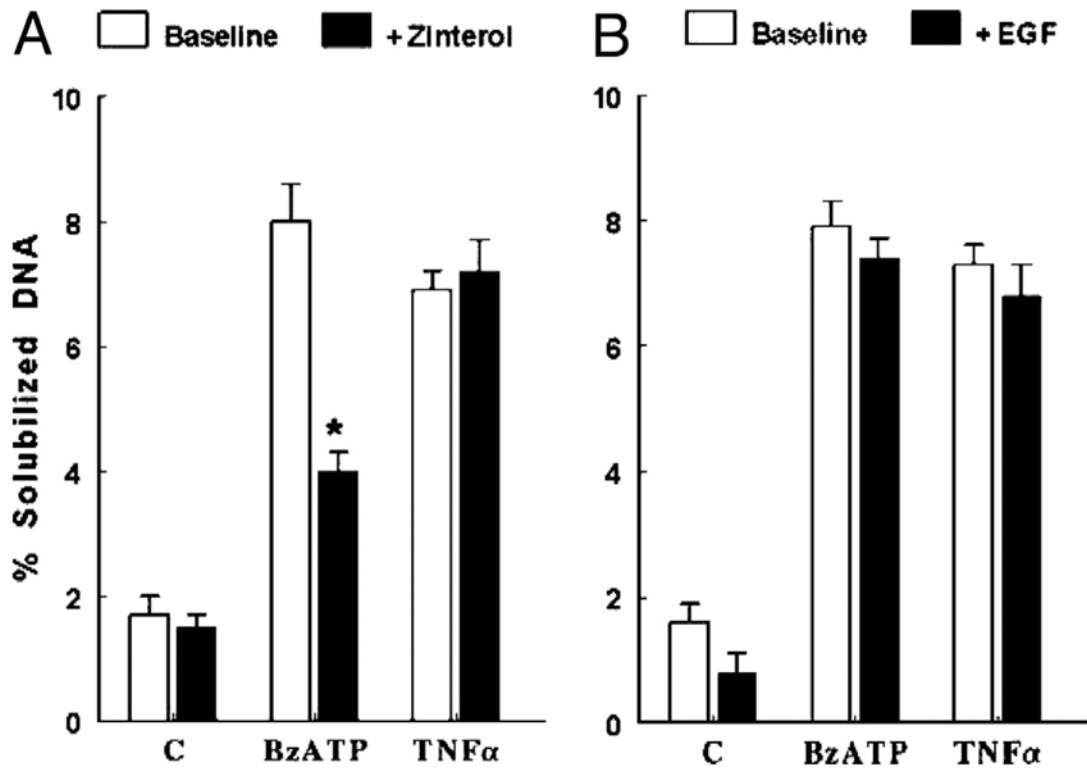 A Baseline +Zinterol
B Baseline +EGF
% Solubilized DNA
10
8
6
4
2
0
*
C BzATP TNFα
10
8
6
4
2
0
C BzATP TNFα